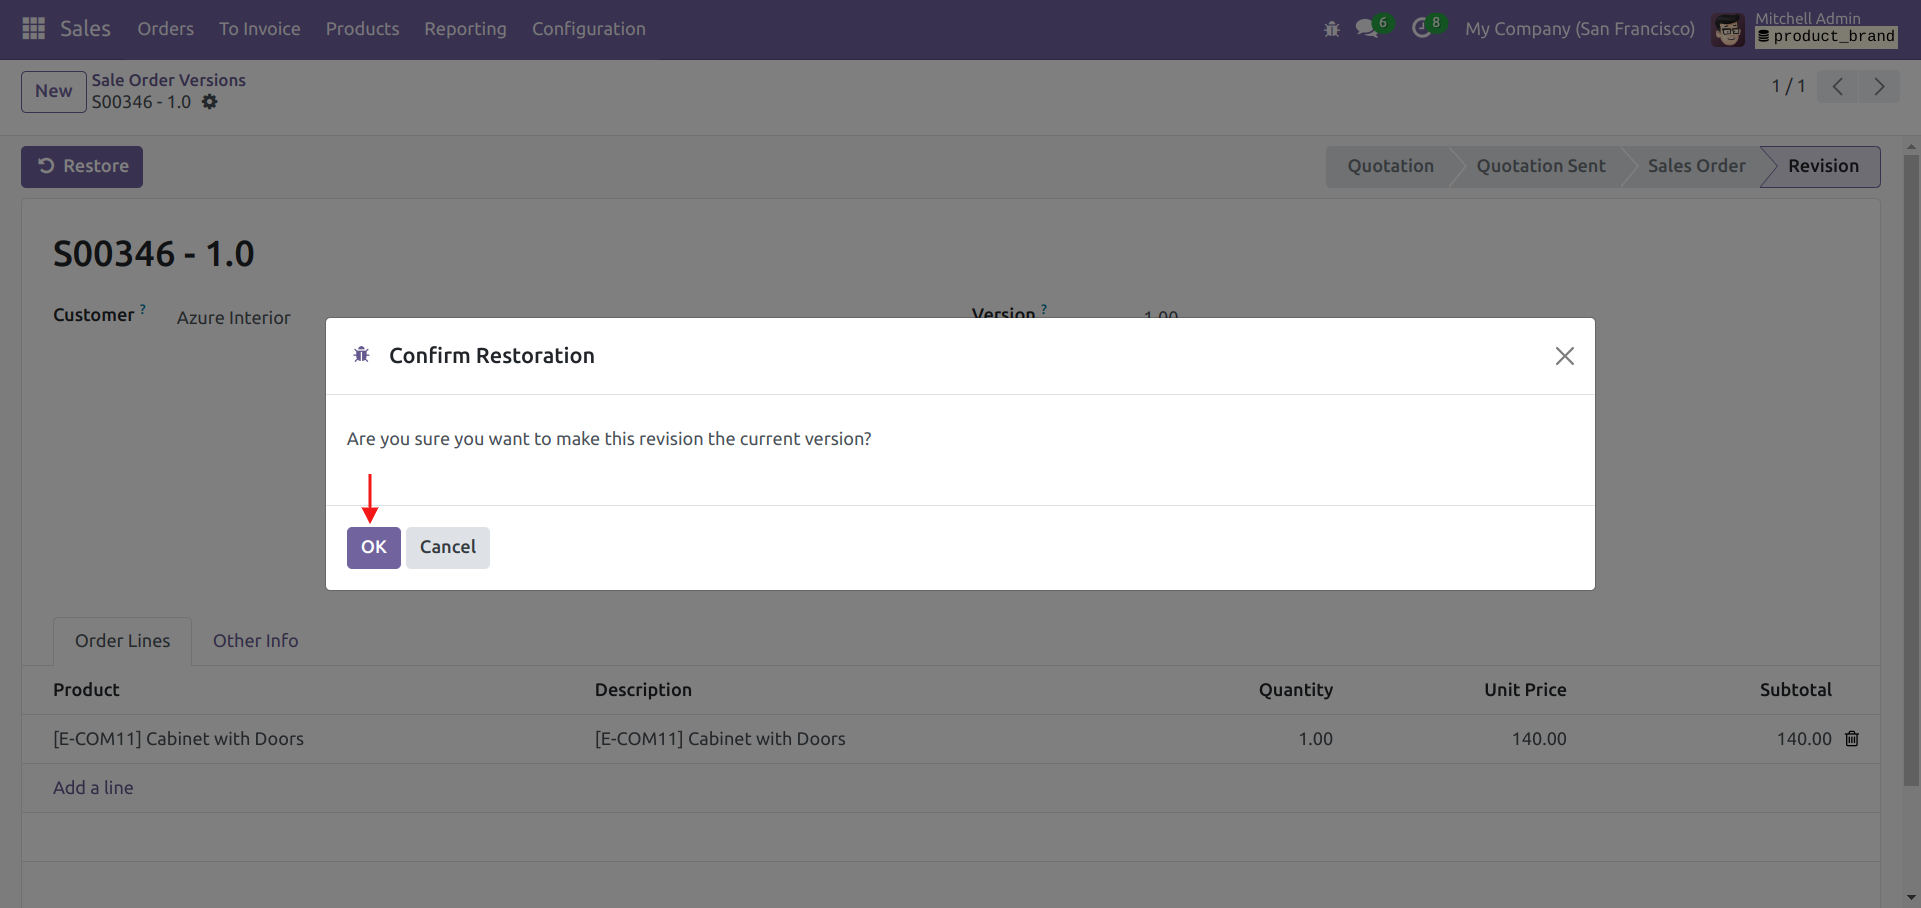 Sales Orders To Invoice Products Reporting Configuration 6 8 My Company (San Francisco) Mitchell Admin
product_brand
New Sale Order Versions
S00346 - 1.0
1 / 1
Restore Quotation Quotation Sent Sales Order Revision
S00346 - 1.0
Customer ? Azure Interior Version ? 1.00
Confirm Restoration
Are you sure you want to make this revision the current version?
OK Cancel
Order Lines Other Info
Product Description Quantity Unit Price Subtotal
[E-COM11] Cabinet with Doors [E-COM11] Cabinet with Doors 1.00 140.00 140.00
Add a line